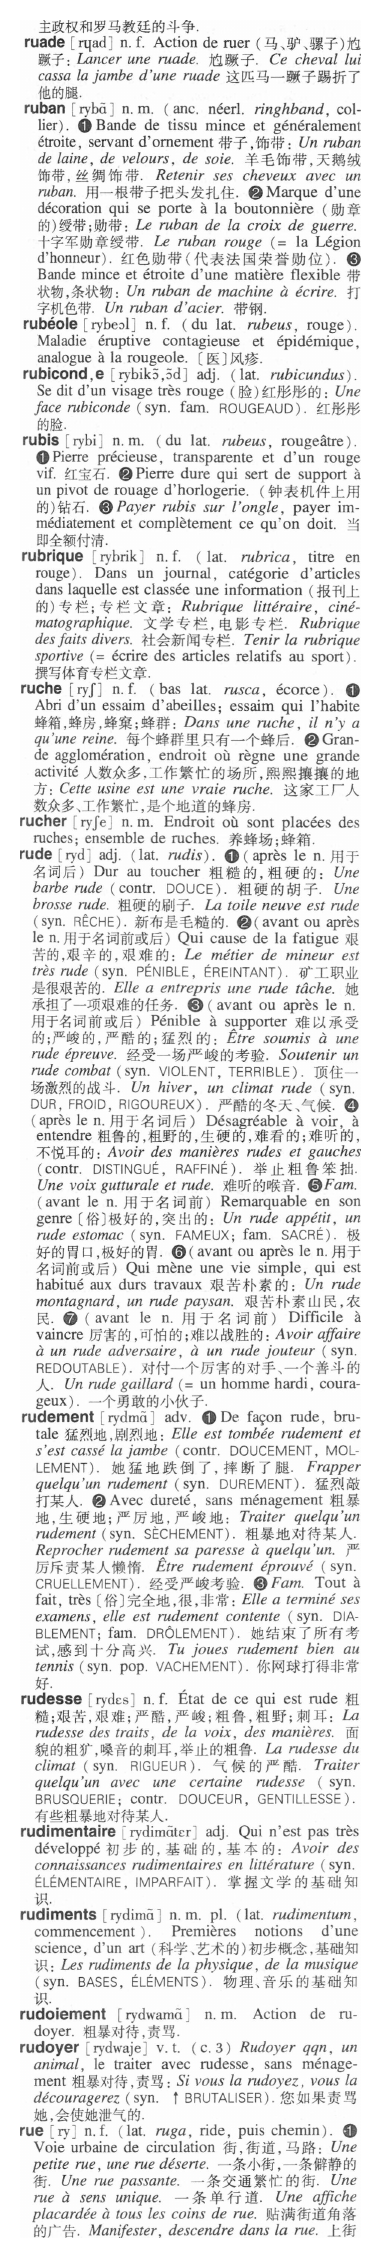 主政权和罗马教廷的斗争.
ruade [rɥad] n. f. Action de ruer (马、驴、骡子)尥
蹶子: Lancer une ruade. 尥蹶子. Ce cheval lui
cassa la jambe d'une ruade 这匹马一蹶子踢折了
他的腿.
ruban [rybɑ̃] n. m. ( anc. néerl. ringhband, col-
lier). ❶ Bande de tissu mince et généralement
étroite, servant d'ornement 带子,饰带: Un ruban
de laine, de velours, de soie. 羊毛饰带,天鹅绒
饰带,丝绸饰带. Retenir ses cheveux avec un
ruban. 用一根带子把头发扎住. ❷ Marque d'une
décoration qui se porte à la boutonnière (勋章
的)绶带;勋带: Le ruban de la croix de guerre.
十字军勋章绶带. Le ruban rouge (= la Légion
d'honneur). 红色勋带(代表法国荣誉勋位). ❸
Bande mince et étroite d'une matière flexible 带
状物,条状物: Un ruban de machine à écrire. 打
字机色带. Un ruban d'acier. 带钢.
rubéole [rybeɔl] n. f. (du lat. rubeus, rouge).
Maladie éruptive contagieuse et épidémique,
analogue à la rougeole. [医]风疹.
rubicond,e [rybikɔ̃,ɔ̃d] adj. (lat. rubicundus).
Se dit d'un visage très rouge (脸)红彤彤的: Une
face rubiconde (syn. fam. ROUGEAUD). 红彤彤
的脸.
rubis [rybi] n. m. (du lat. rubeus, rougeâtre).
❶ Pierre précieuse, transparente et d'un rouge
vif. 红宝石. ❷ Pierre dure qui sert de support à
un pivot de rouage d'horlogerie. (钟表机件上用
的)钻石. ❸ Payer rubis sur l'ongle, payer im-
médiatement et complètement ce qu'on doit. 当
即全额付清.
rubrique [rybrik] n. f. ( lat. rubrica, titre en
rouge). Dans un journal, catégorie d'articles
dans laquelle est classée une information (报刊上
的)专栏;专栏文章: Rubrique littéraire, ciné-
matographique. 文学专栏,电影专栏. Rubrique
des faits divers. 社会新闻专栏. Tenir la rubrique
sportive (= écrire des articles relatifs au sport).
撰写体育专栏文章.
ruche [ryʃ] n. f. (bas lat. rusca, écorce). ❶
Abri d'un essaim d'abeilles; essaim qui l'habite
蜂箱,蜂房,蜂窠;蜂群: Dans une ruche, il n'y a
qu'une reine. 每个蜂群里只有一个蜂后. ❷ Gran-
de agglomération, endroit où règne une grande
activité 人数众多,工作繁忙的场所,熙熙攘攘的地
方: Cette usine est une vraie ruche. 这家工厂人
数众多、工作繁忙,是个地道的蜂房.
rucher [ryʃe] n. m. Endroit où sont placées des
ruches; ensemble de ruches. 养蜂场;蜂箱.
rude [ryd] adj. (lat. rudis). ❶ (après le n. 用于
名词后) Dur au toucher 粗糙的,粗硬的: Une
barbe rude (contr. DOUCE). 粗硬的胡子. Une
brosse rude. 粗硬的刷子. La toile neuve est rude
(syn. RÊCHE). 新布是毛糙的. ❷ (avant ou après
le n. 用于名词前或后) Qui cause de la fatigue 艰
苦的,艰辛的,艰难的: Le métier de mineur est
très rude (syn. PÉNIBLE, ÉREINTANT). 矿工职业
是很艰苦的. Elle a entrepris une rude tâche. 她
承担了一项艰难的任务. ❸ (avant ou après le n.
用于名词前或后) Pénible à supporter 难以承受
的;严峻的,严酷的;猛烈的: Être soumis à une
rude épreuve. 经受一场严峻的考验. Soutenir un
rude combat (syn. VIOLENT, TERRIBLE). 顶住一
场激烈的战斗. Un hiver, un climat rude (syn.
DUR, FROID, RIGOUREUX). 严酷的冬天、气候. ❹
(après le n. 用于名词后) Désagréable à voir, à
entendre 粗鲁的,粗野的,生硬的,难看的;难听的,
不悦耳的: Avoir des manières rudes et gauches
(contr. DISTINGUÉ, RAFFINÉ). 举止粗鲁笨拙.
Une voix gutturale et rude. 难听的喉音. ❺ Fam.
(avant le n. 用于名词前) Remarquable en son
genre [俗]极好的,突出的: Un rude appétit, un
rude estomac (syn. FAMEUX; fam. SACRÉ). 极
好的胃口,极好的胃. ❻ (avant ou après le n. 用于
名词前或后) Qui mène une vie simple, qui est
habitué aux durs travaux 艰苦朴素的: Un rude
montagnard, un rude paysan. 艰苦朴素山民,农
民. ❼ (avant le n. 用于名词前) Difficile à
vaincre 厉害的,可怕的;难以战胜的: Avoir affaire
à un rude adversaire, à un rude jouteur (syn.
REDOUTABLE). 对付一个厉害的对手、一个善斗的
人. Un rude gaillard (= un homme hardi, coura-
geux). 一个勇敢的小伙子.
rudement [rydmɑ̃] adv. ❶ De façon rude, bru-
tale 猛烈地,剧烈地: Elle est tombée rudement et
s'est cassé la jambe (contr. DOUCEMENT, MOL-
LEMENT). 她猛地跌倒了,摔断了腿. Frapper
quelqu'un rudement (syn. DUREMENT). 猛烈敲
打某人. ❷ Avec dureté, sans ménagement 粗暴
地,生硬地;严厉地,严峻地: Traiter quelqu'un
rudement (syn. SÈCHEMENT). 粗暴地对待某人.
Reprocher rudement sa paresse à quelqu'un. 严
厉斥责某人懒惰. Être rudement éprouvé (syn.
CRUELLEMENT). 经受严峻考验. ❸ Fam. Tout à
fait, très [俗]完全地,很,非常: Elle a terminé ses
examens, elle est rudement contente (syn. DIA-
BLEMENT; fam. DRÔLEMENT). 她结束了所有考
试,感到十分高兴. Tu joues rudement bien au
tennis (syn. pop. VACHEMENT). 你网球打得非常
好.
rudesse [rydɛs] n. f. État de ce qui est rude 粗
糙;艰苦,艰难;严酷,严峻;粗鲁,粗野;刺耳: La
rudesse des traits, de la voix, des manières. 面
貌的粗犷,嗓音的刺耳,举止的粗鲁. La rudesse du
climat (syn. RIGUEUR). 气候的严酷. Traiter
quelqu'un avec une certaine rudesse ( syn.
BRUSQUERIE; contr. DOUCEUR, GENTILLESSE).
有些粗暴地对待某人.
rudimentaire [rydimɑ̃tɛr] adj. Qui n'est pas très
développé 初步的,基础的,基本的: Avoir des
connaissances rudimentaires en littérature (syn.
ÉLÉMENTAIRE, IMPARFAIT). 掌握文学的基础知
识.
rudiments [rydimɑ̃] n. m. pl. (lat. rudimentum,
commencement ). Premières notions d'une
science, d'un art (科学、艺术的)初步概念,基础知
识: Les rudiments de la physique, de la musique
(syn. BASES, ÉLÉMENTS). 物理、音乐的基础知
识.
rudoiement [rydwamɑ̃] n. m. Action de ru-
doyer. 粗暴对待,责骂.
rudoyer [rydwaje] v. t. (c. 3) Rudoyer qqn, un
animal, le traiter avec rudesse, sans ménage-
ment 粗暴对待,责骂: Si vous la rudoyez, vous la
découragerez (syn. ↑ BRUTALISER). 您如果责骂
她,会使她泄气的.
rue [ry] n. f. (lat. ruga, ride, puis chemin). ❶
Voie urbaine de circulation 街,街道,马路: Une
petite rue, une rue déserte. 一条小街,一条僻静的
街. Une rue passante. 一条交通繁忙的街. Une
rue à sens unique. 一条单行道. Une affiche
placardée à tous les coins de rue. 贴满街道角落
的广告. Manifester, descendre dans la rue. 上街